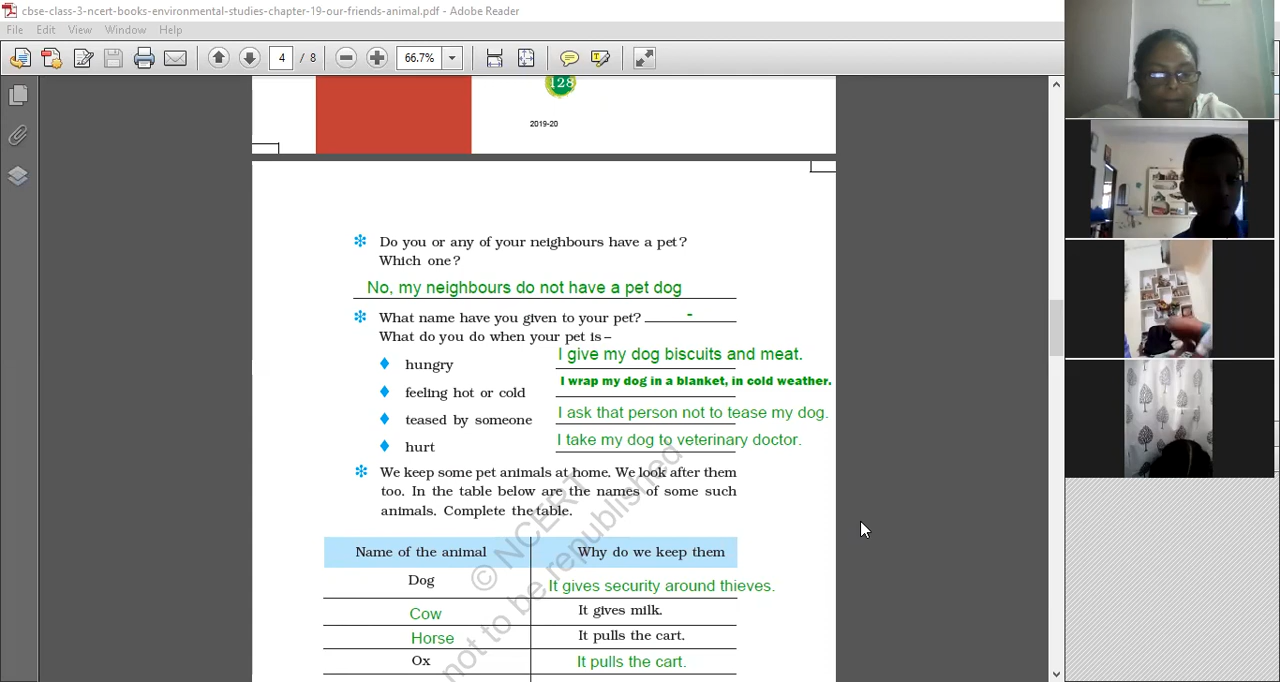 cbse-class-3-ncert-books-environmental-studies-chapter-19-our-friends-animal.pdf - Adobe Reader
File Edit View Window Help
4 / 8 66.7%
128
2019-20
Do you or any of your neighbours have a pet?
Which one?
No, my neighbours do not have a pet dog
What name have you given to your pet? -
What do you do when your pet is –
hungry I give my dog biscuits and meat.
feeling hot or cold I wrap my dog in a blanket, in cold weather.
teased by someone I ask that person not to tease my dog.
hurt I take my dog to veterinary doctor.
We keep some pet animals at home. We look after them
too. In the table below are the names of some such
animals. Complete the table.
Name of the animal Why do we keep them
Dog It gives security around thieves.
Cow It gives milk.
Horse It pulls the cart.
Ox It pulls the cart.
© NCERT
not to be republished